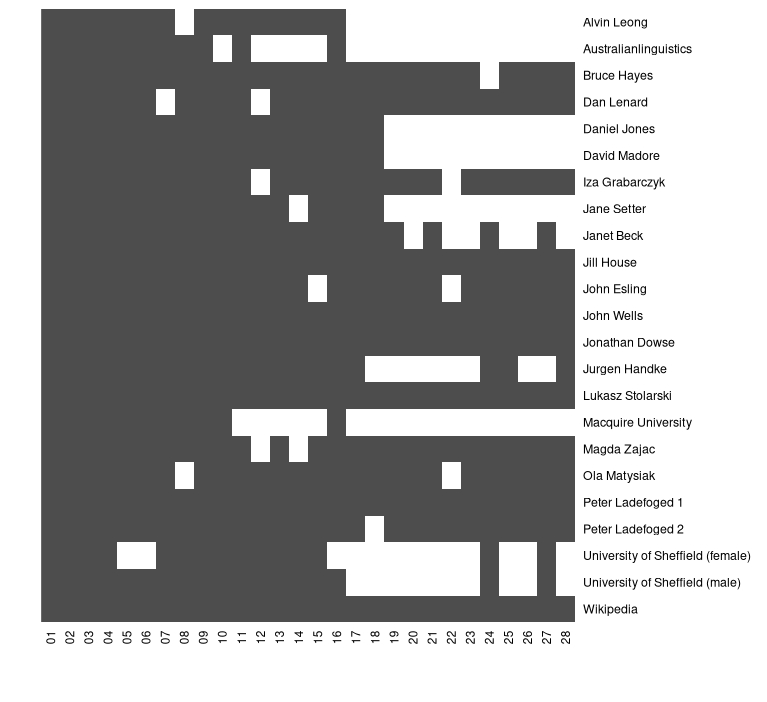 Alvin Leong
Australianlinguistics
Bruce Hayes
Dan Lenard
Daniel Jones
David Madore
Iza Grabarczyk
Jane Setter
Janet Beck
Jill House
John Esling
John Wells
Jonathan Dowse
Jurgen Handke
Lukasz Stolarski
Macquire University
Magda Zajac
Ola Matysiak
Peter Ladefoged 1
Peter Ladefoged 2
University of Sheffield (female)
University of Sheffield (male)
Wikipedia
01 02 03 04 05 06 07 08 09 10 11 12 13 14 15 16 17 18 19 20 21 22 23 24 25 26 27 28